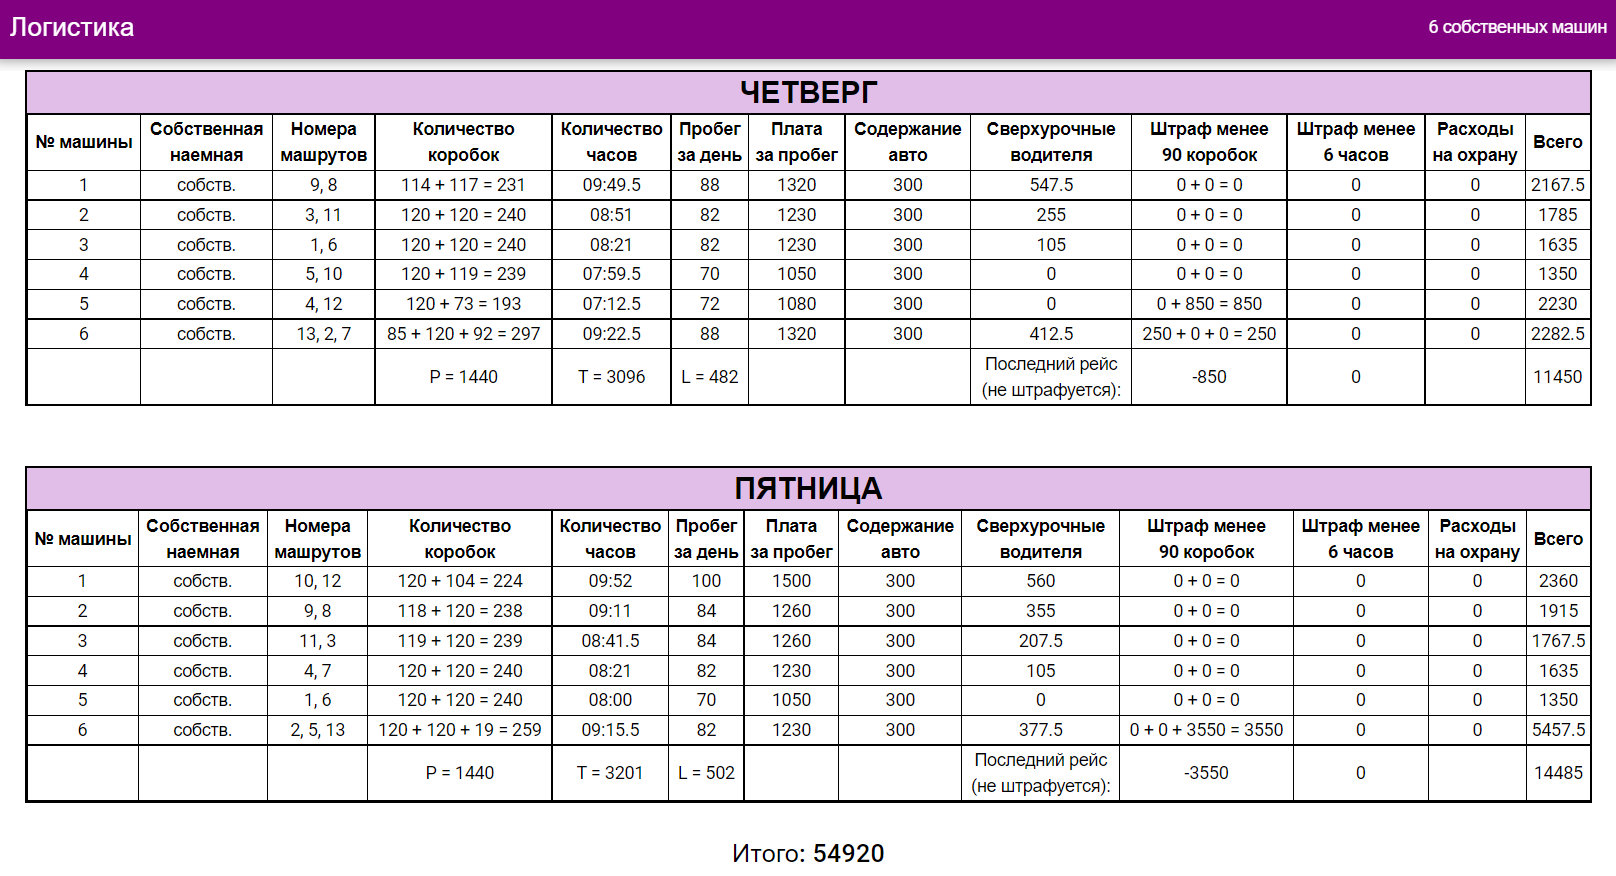 Логистика
6 собственных машин
ЧЕТВЕРГ
№ машины Собственная наемная Номера машрутов Количество коробок Количество часов Пробег за день Плата за пробег Содержание авто Сверхурочные водителя Штраф менее 90 коробок Штраф менее 6 часов Расходы на охрану Всего
1 собств. 9, 8 114 + 117 = 231 09:49.5 88 1320 300 547.5 0 + 0 = 0 0 0 2167.5
2 собств. 3, 11 120 + 120 = 240 08:51 82 1230 300 255 0 + 0 = 0 0 0 1785
3 собств. 1, 6 120 + 120 = 240 08:21 82 1230 300 105 0 + 0 = 0 0 0 1635
4 собств. 5, 10 120 + 119 = 239 07:59.5 70 1050 300 0 0 + 0 = 0 0 0 1350
5 собств. 4, 12 120 + 73 = 193 07:12.5 72 1080 300 0 0 + 850 = 850 0 0 2230
6 собств. 13, 2, 7 85 + 120 + 92 = 297 09:22.5 88 1320 300 412.5 250 + 0 + 0 = 250 0 0 2282.5
P = 1440 T = 3096 L = 482 Последний рейс (не штрафуется): -850 0 11450
ПЯТНИЦА
№ машины Собственная наемная Номера машрутов Количество коробок Количество часов Пробег за день Плата за пробег Содержание авто Сверхурочные водителя Штраф менее 90 коробок Штраф менее 6 часов Расходы на охрану Всего
1 собств. 10, 12 120 + 104 = 224 09:52 100 1500 300 560 0 + 0 = 0 0 0 2360
2 собств. 9, 8 118 + 120 = 238 09:11 84 1260 300 355 0 + 0 = 0 0 0 1915
3 собств. 11, 3 119 + 120 = 239 08:41.5 84 1260 300 207.5 0 + 0 = 0 0 0 1767.5
4 собств. 4, 7 120 + 120 = 240 08:21 82 1230 300 105 0 + 0 = 0 0 0 1635
5 собств. 1, 6 120 + 120 = 240 08:00 70 1050 300 0 0 + 0 = 0 0 0 1350
6 собств. 2, 5, 13 120 + 120 + 19 = 259 09:15.5 82 1230 300 377.5 0 + 0 + 3550 = 3550 0 0 5457.5
P = 1440 T = 3201 L = 502 Последний рейс (не штрафуется): -3550 0 14485
Итого: 54920